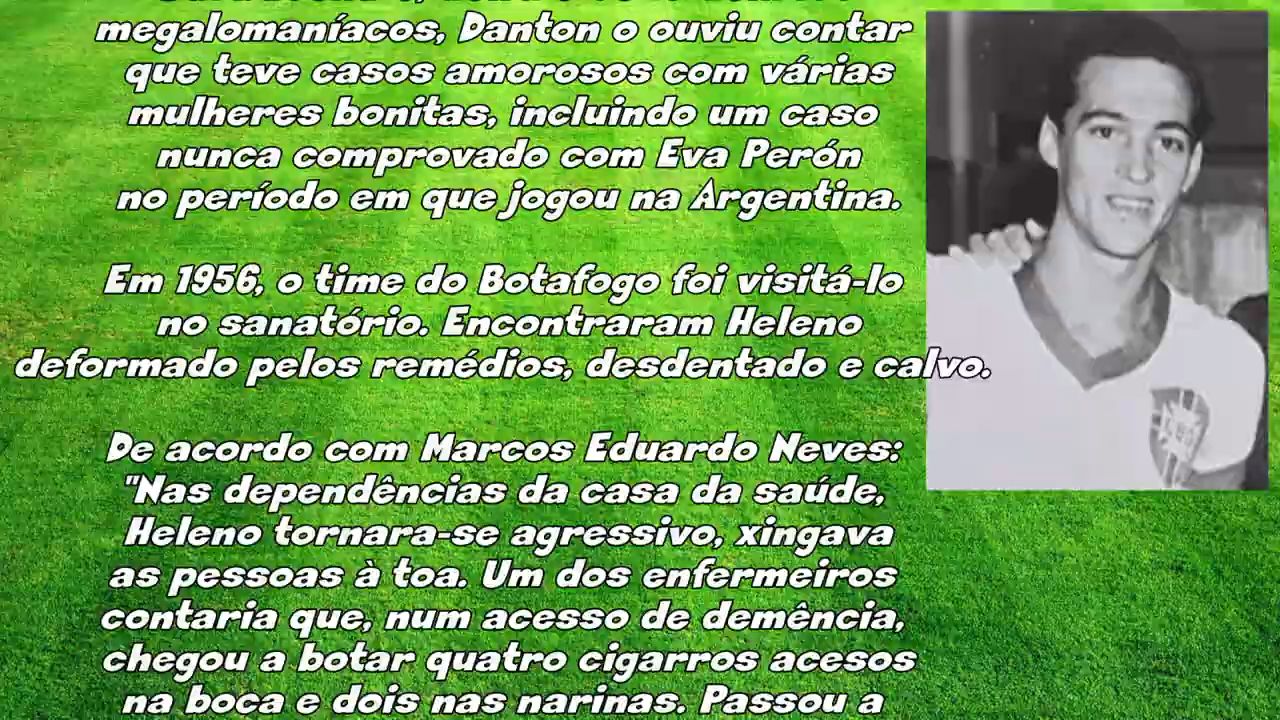 megalomaníacos, Danton o ouviu contar
que teve casos amorosos com várias
mulheres bonitas, incluindo um caso
nunca comprovado com Eva Perón
no período em que jogou na Argentina.
Em 1956, o time do Botafogo foi visitá-lo
no sanatório. Encontraram Heleno
deformado pelos remédios, desdentado e calvo.
De acordo com Marcos Eduardo Neves:
"Nas dependências da casa da saúde,
Heleno tornara-se agressivo, xingava
as pessoas à toa. Um dos enfermeiros
contaria que, num acesso de demência,
chegou a botar quatro cigarros acesos
na boca e dois nas narinas. Passou a